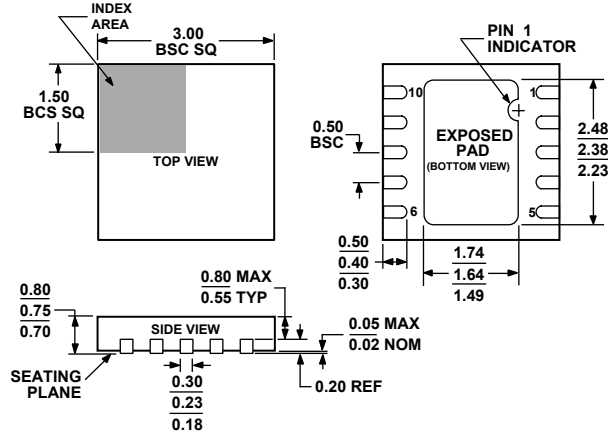 INDEX
AREA
3.00
BSC SQ
1.50
BCS SQ
TOP VIEW
PIN 1
INDICATOR
10
1
0.50
BSC
EXPOSED
PAD
(BOTTOM VIEW)
2.48
2.38
2.23
6
5
0.50
0.40
0.30
1.74
1.64
1.49
0.80 MAX
0.55 TYP
0.80
0.75
0.70
SIDE VIEW
0.05 MAX
0.02 NOM
SEATING
PLANE
0.30
0.23
0.18
0.20 REF